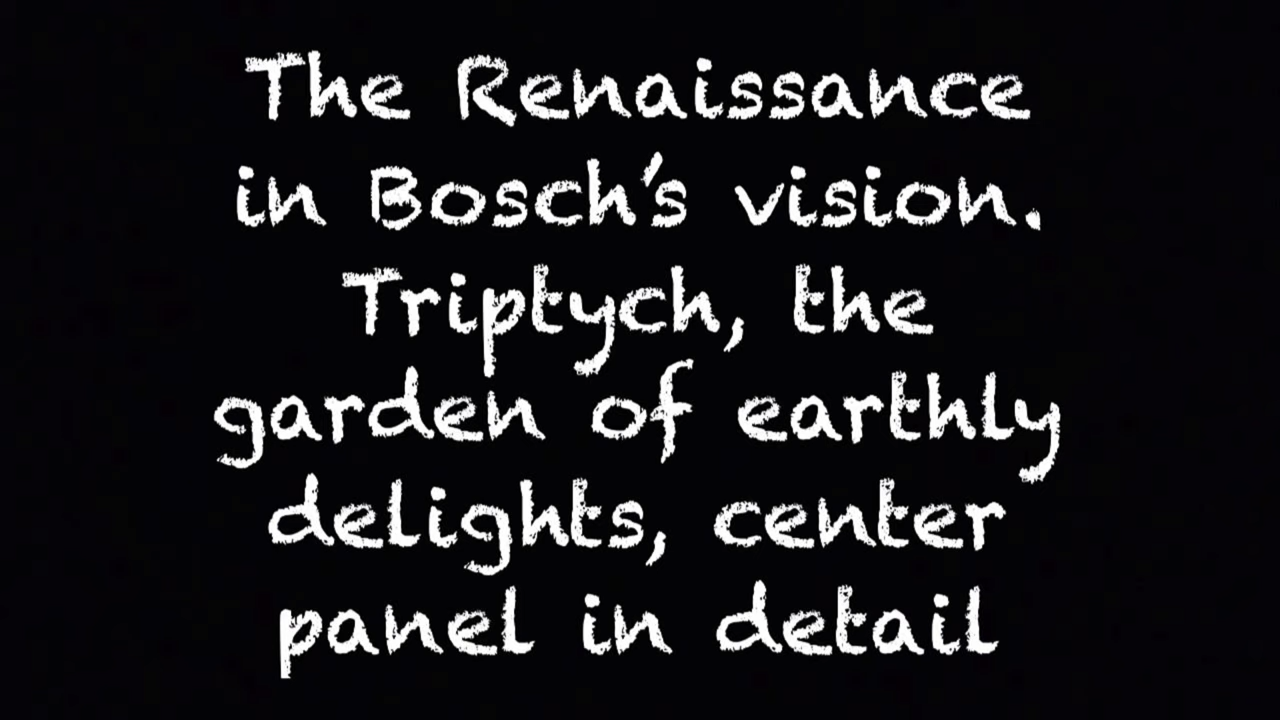 The Renaissance
in Bosch's vision.
Triptych, the
garden of earthly
delights, center
panel in detail